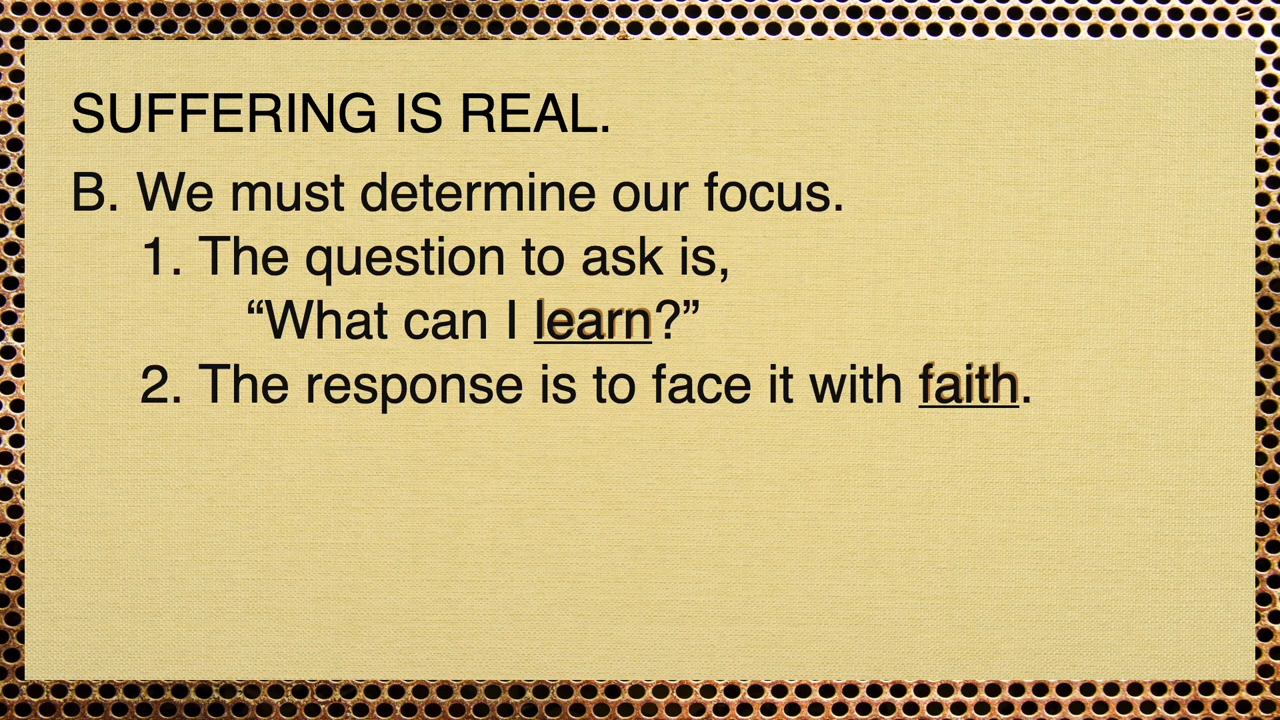 SUFFERING IS REAL.
B. We must determine our focus.
1. The question to ask is,
“What can I learn?”
2. The response is to face it with faith.